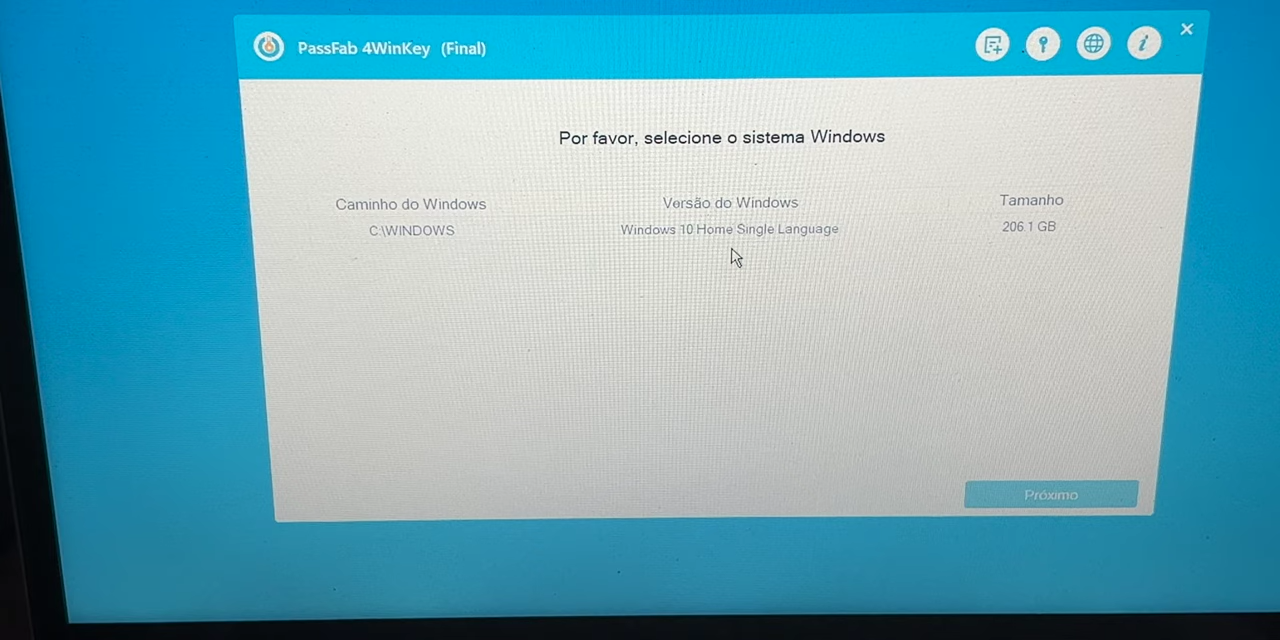 PassFab 4WinKey (Final)
Por favor, selecione o sistema Windows
Caminho do Windows Versão do Windows Tamanho
C:\WINDOWS Windows 10 Home Single Language 206.1 GB
Próximo